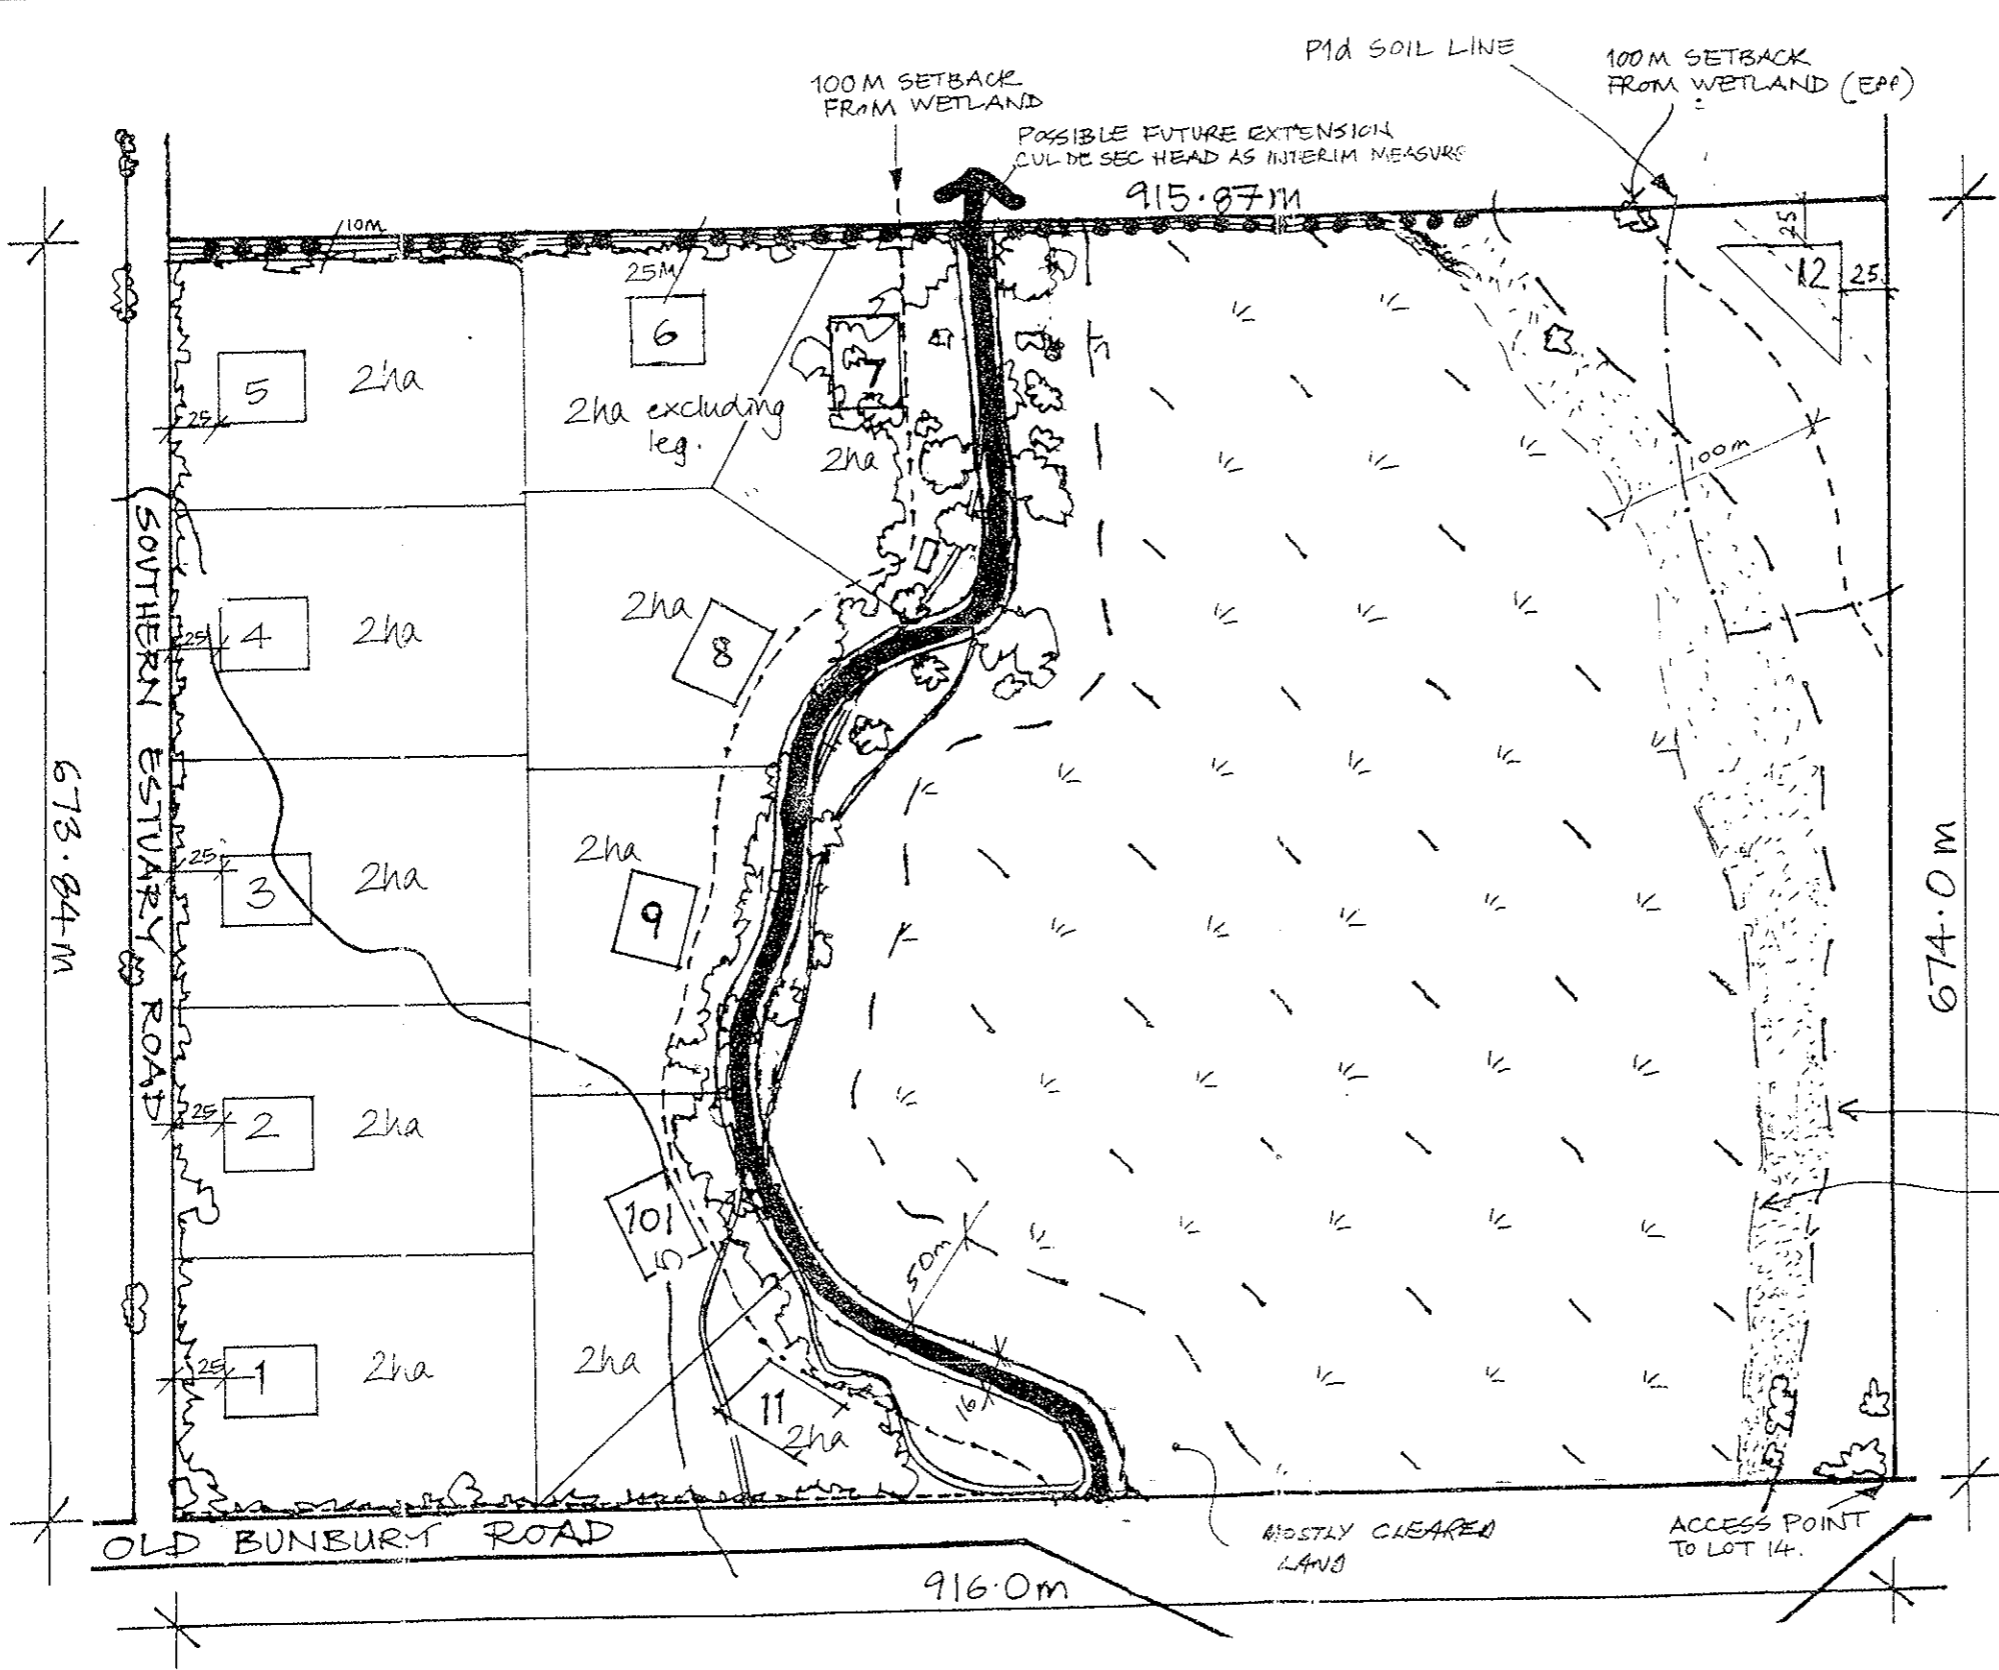 P1d SOIL LINE
100M SETBACK
FROM WETLAND (EPP)
100M SETBACK
FROM WETLAND
POSSIBLE FUTURE EXTENSION
CUL DE SEC HEAD AS INTERIM MEASURE
915.87m
10M
25M
25
12
25
6
7
5
2ha
25
2ha excluding
leg.
2ha
100m
SOUTHERN ESTUARY ROAD
4
2ha
25
2ha
8
673.84M
674.0m
25
3
2ha
2ha
9
25
2
2ha
10
50m
25
1
2ha
2ha
11
2ha
16
OLD BUNBURY ROAD
MOSTLY CLEARED
LAND
ACCESS POINT
TO LOT 14.
916.0m